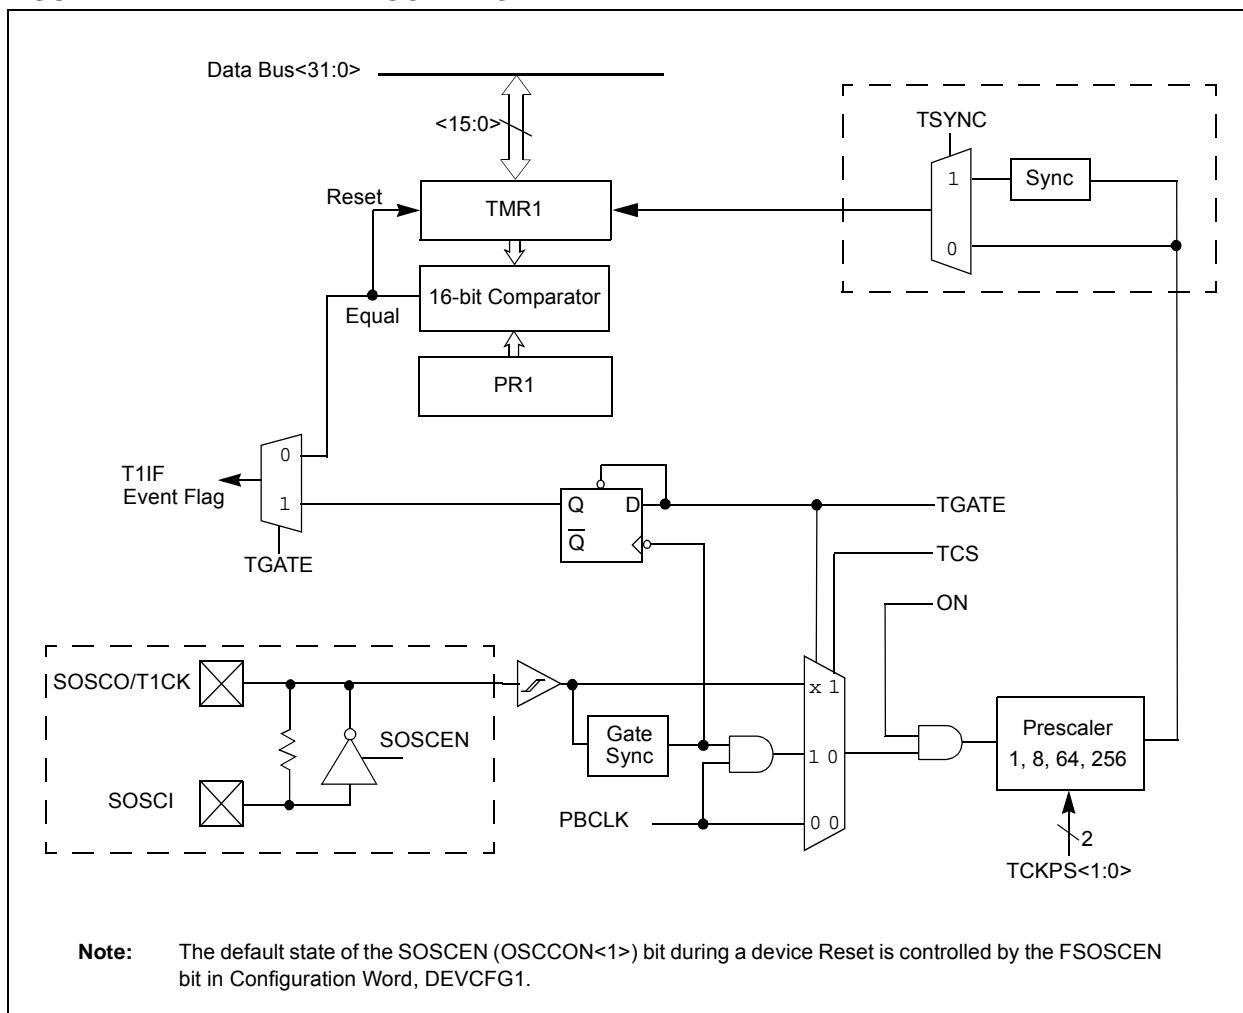 Data Bus<31:0>
<15:0>
TSYNC
1
Sync
Reset
TMR1
0
16-bit Comparator
Equal
PR1
0
T1IF
Event Flag
1
Q
D
TGATE
Q
TGATE
TCS
ON
SOSCO/T1CK
x 1
SOSCEN
Gate
Sync
1 0
Prescaler
1, 8, 64, 256
SOSCI
PBCLK
0 0
2
TCKPS<1:0>
Note: The default state of the SOSCEN (OSCCON<1>) bit during a device Reset is controlled by the FSOSCEN
bit in Configuration Word, DEVCFG1.